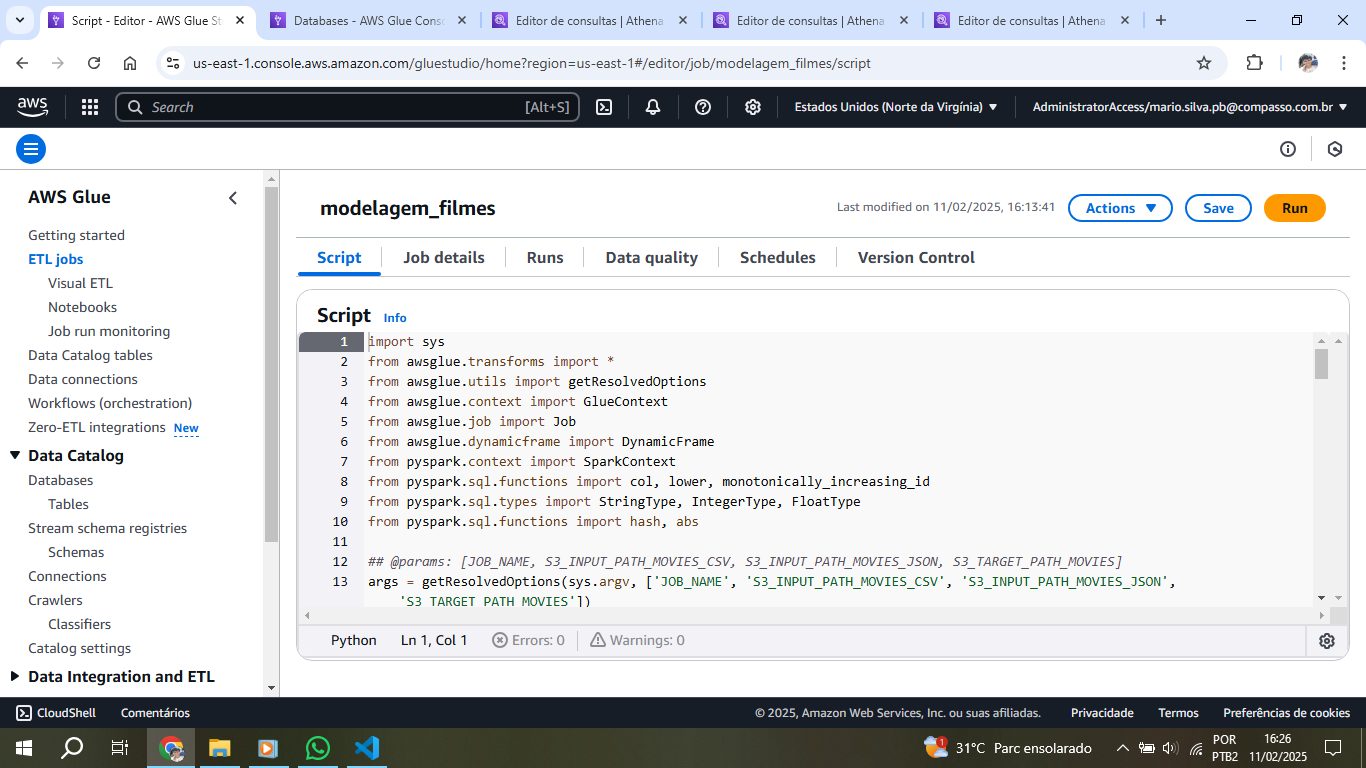 Script - Editor - AWS Glue St
Databases - AWS Glue Conso
Editor de consultas | Athena
Editor de consultas | Athena
Editor de consultas | Athena
us-east-1.console.aws.amazon.com/gluestudio/home?region=us-east-1#/editor/job/modelagem_filmes/script
aws
Search
[Alt+S]
Estados Unidos (Norte da Virgínia)
AdministratorAccess/mario.silva.pb@compasso.com.br
AWS Glue
Getting started
ETL jobs
Visual ETL
Notebooks
Job run monitoring
Data Catalog tables
Data connections
Workflows (orchestration)
Zero-ETL integrations New
Data Catalog
Databases
Tables
Stream schema registries
Schemas
Connections
Crawlers
Classifiers
Catalog settings
Data Integration and ETL
modelagem_filmes
Last modified on 11/02/2025, 16:13:41
Actions
Save
Run
Script
Job details
Runs
Data quality
Schedules
Version Control
Script Info
1 import sys
2 from awsglue.transforms import *
3 from awsglue.utils import getResolvedOptions
4 from awsglue.context import GlueContext
5 from awsglue.job import Job
6 from awsglue.dynamicframe import DynamicFrame
7 from pyspark.context import SparkContext
8 from pyspark.sql.functions import col, lower, monotonically_increasing_id
9 from pyspark.sql.types import StringType, IntegerType, FloatType
10 from pyspark.sql.functions import hash, abs
11
12 ## @params: [JOB_NAME, S3_INPUT_PATH_MOVIES_CSV, S3_INPUT_PATH_MOVIES_JSON, S3_TARGET_PATH_MOVIES]
13 args = getResolvedOptions(sys.argv, ['JOB_NAME', 'S3_INPUT_PATH_MOVIES_CSV', 'S3_INPUT_PATH_MOVIES_JSON',
'S3_TARGET_PATH_MOVIES'])
Python Ln 1, Col 1 Errors: 0 Warnings: 0
CloudShell
Comentários
© 2025, Amazon Web Services, Inc. ou suas afiliadas.
Privacidade
Termos
Preferências de cookies
1
31°C Parc ensolarado
POR
PTB2
16:26
11/02/2025